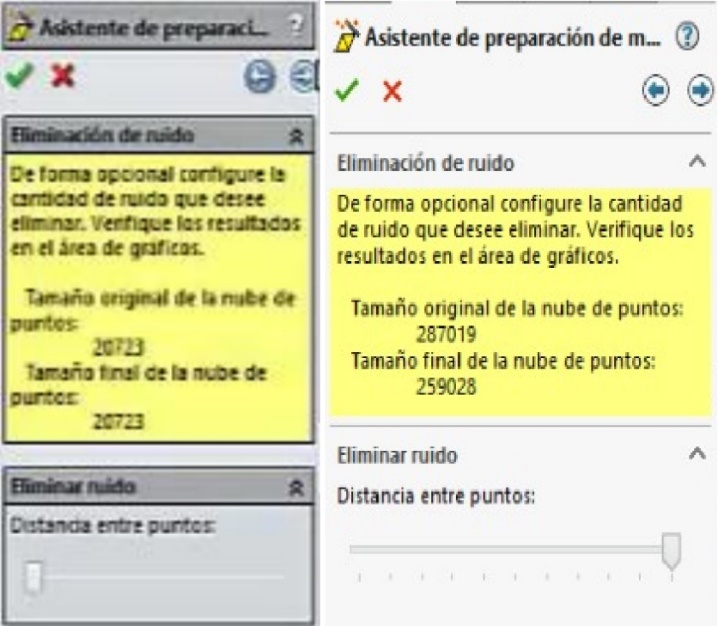 Asistente de preparaci... ?
Eliminación de ruido
De forma opcional configure la
cantidad de ruido que desee
eliminar. Verifique los resultados
en el área de gráficos.
Tamaño original de la nube de
puntos:
20723
Tamaño final de la nube de
puntos:
20723
Eliminar ruido
Distancia entre puntos:
Asistente de preparación de m... ?
Eliminación de ruido
De forma opcional configure la cantidad
de ruido que desee eliminar. Verifique los
resultados en el área de gráficos.
Tamaño original de la nube de puntos:
287019
Tamaño final de la nube de puntos:
259028
Eliminar ruido
Distancia entre puntos: